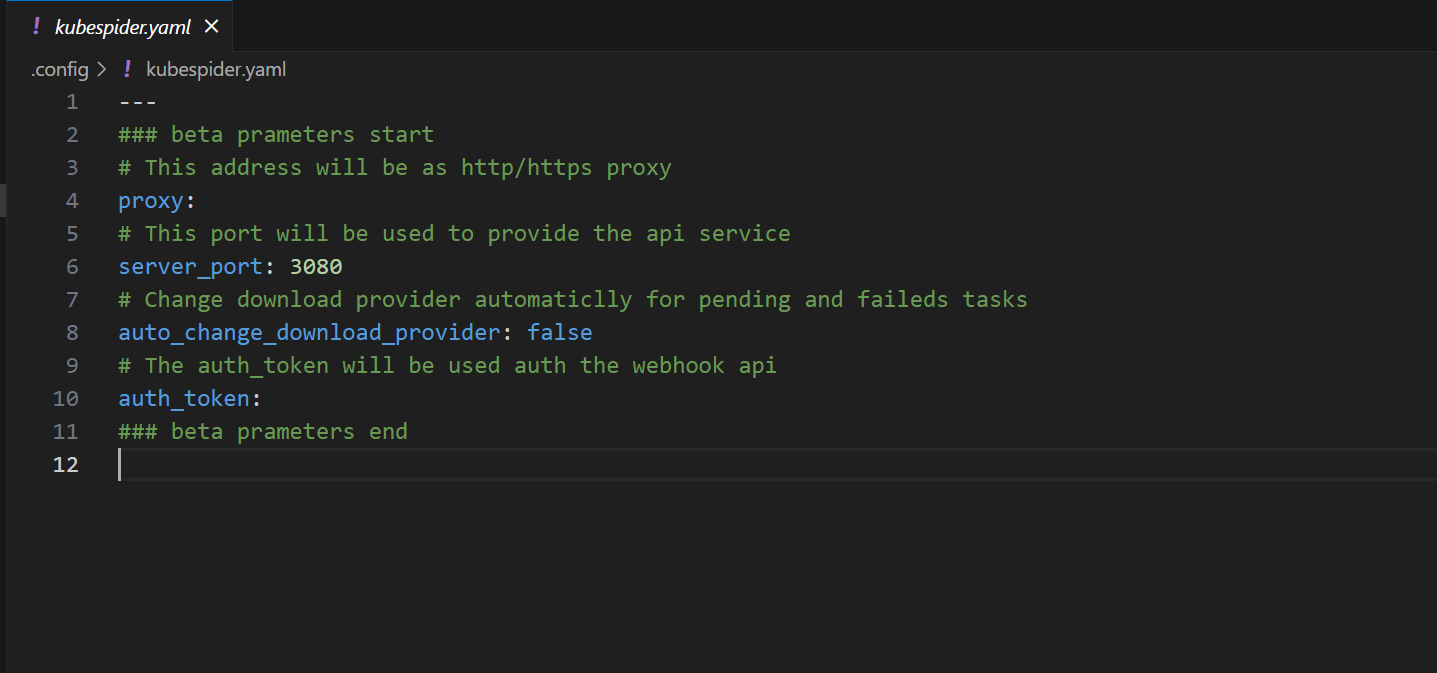 ! kubespider.yaml ×
.config > ! kubespider.yaml
1 ---
2 ### beta prameters start
3 # This address will be as http/https proxy
4 proxy:
5 # This port will be used to provide the api service
6 server_port: 3080
7 # Change download provider automaticlly for pending and faileds tasks
8 auto_change_download_provider: false
9 # The auth_token will be used auth the webhook api
10 auth_token:
11 ### beta prameters end
12